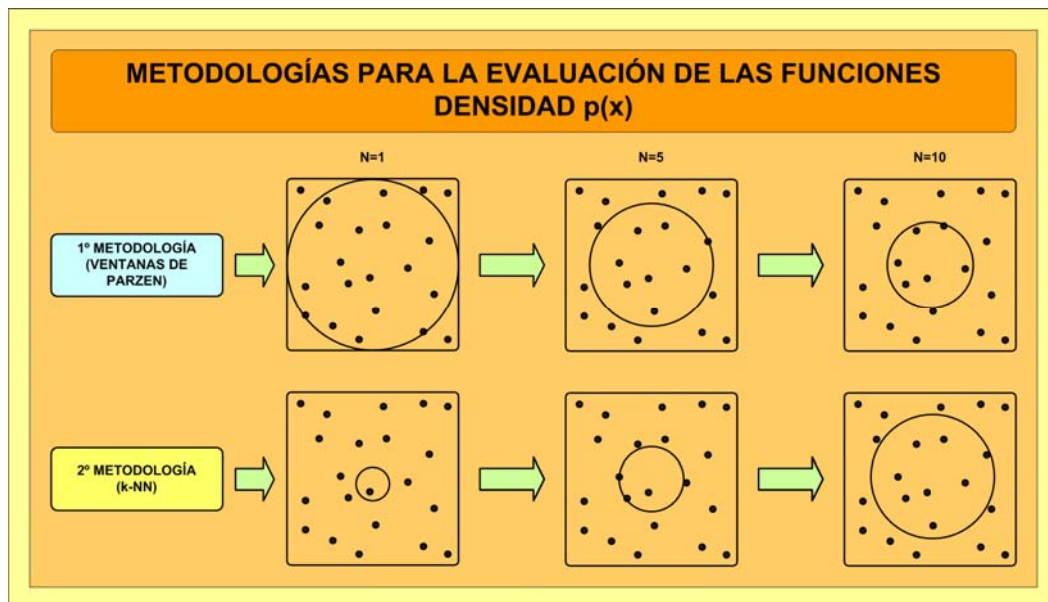 METODOLOGÍAS PARA LA EVALUACIÓN DE LAS FUNCIONES
DENSIDAD p(x)
N=1
N=5
N=10
1º METODOLOGÍA
(VENTANAS DE
PARZEN)
2º METODOLOGÍA
(k-NN)